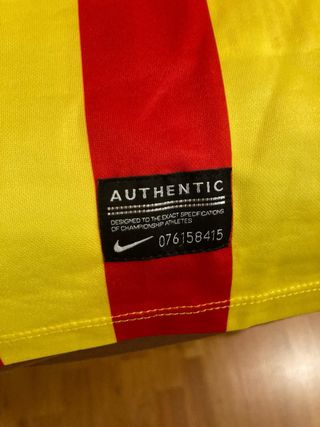 AUTHENTIC
DESIGNED TO THE EXACT SPECIFICATIONS
OF CHAMPIONSHIP ATHLETES
076158415